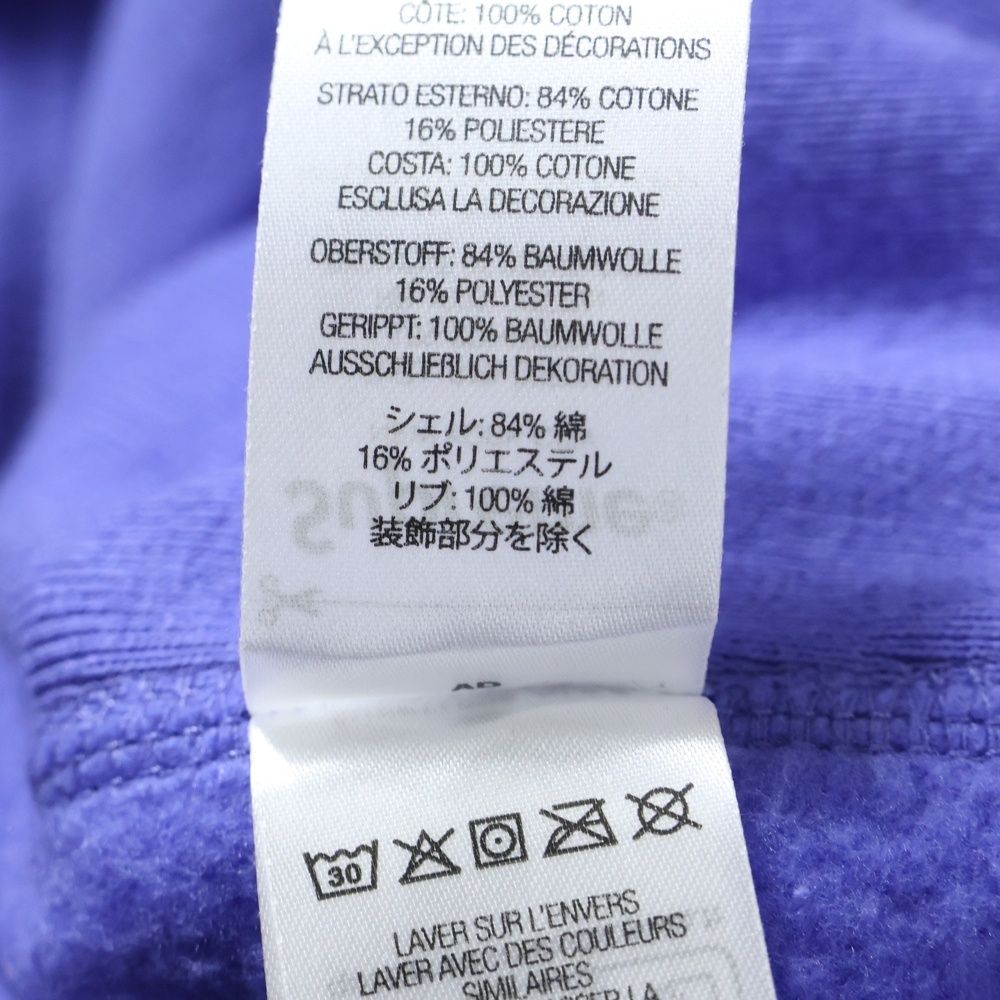 CÔTE: 100% COTON
À L'EXCEPTION DES DÉCORATIONS
STRATO ESTERNO: 84% COTONE
16% POLIESTERE
COSTA: 100% COTONE
ESCLUSA LA DECORAZIONE
OBERSTOFF: 84% BAUMWOLLE
16% POLYESTER
GERIPPT: 100% BAUMWOLLE
AUSSCHLIEßLICH DEKORATION
シェル: 84% 綿
16% ポリエステル
リブ: 100% 綿
装飾部分を除く
30
LAVER SUR L'ENVERS
LAVER AVEC DES COULEURS
SIMILAIRES
LA